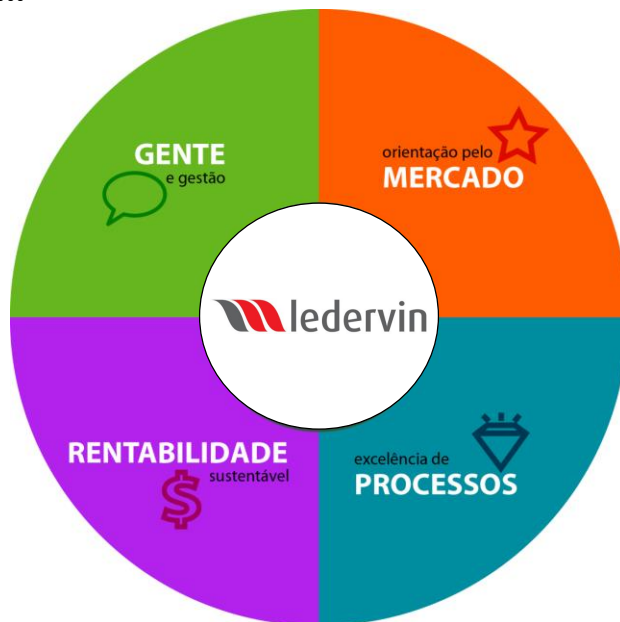 GENTE
e gestão
orientação pelo
MERCADO
ledervin
RENTABILIDADE
sustentável
excelência de
PROCESSOS